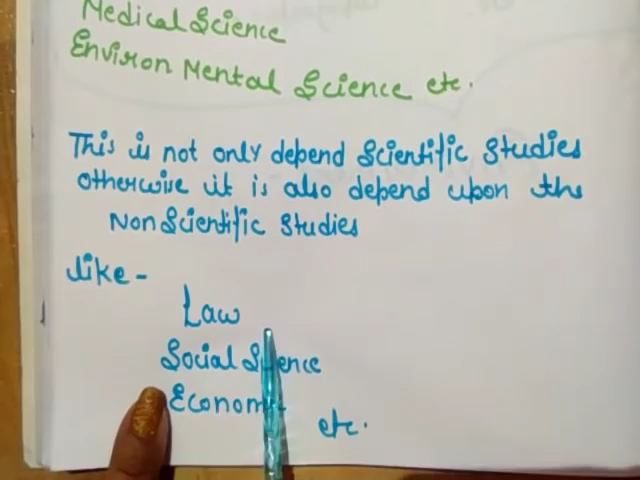 Medical Science
Environ Mental Science etc.
This is not only depend Scientific Studies
otherwise it is also depend upon the
Non Scientific Studies
like -
Law
Social Science
etc.